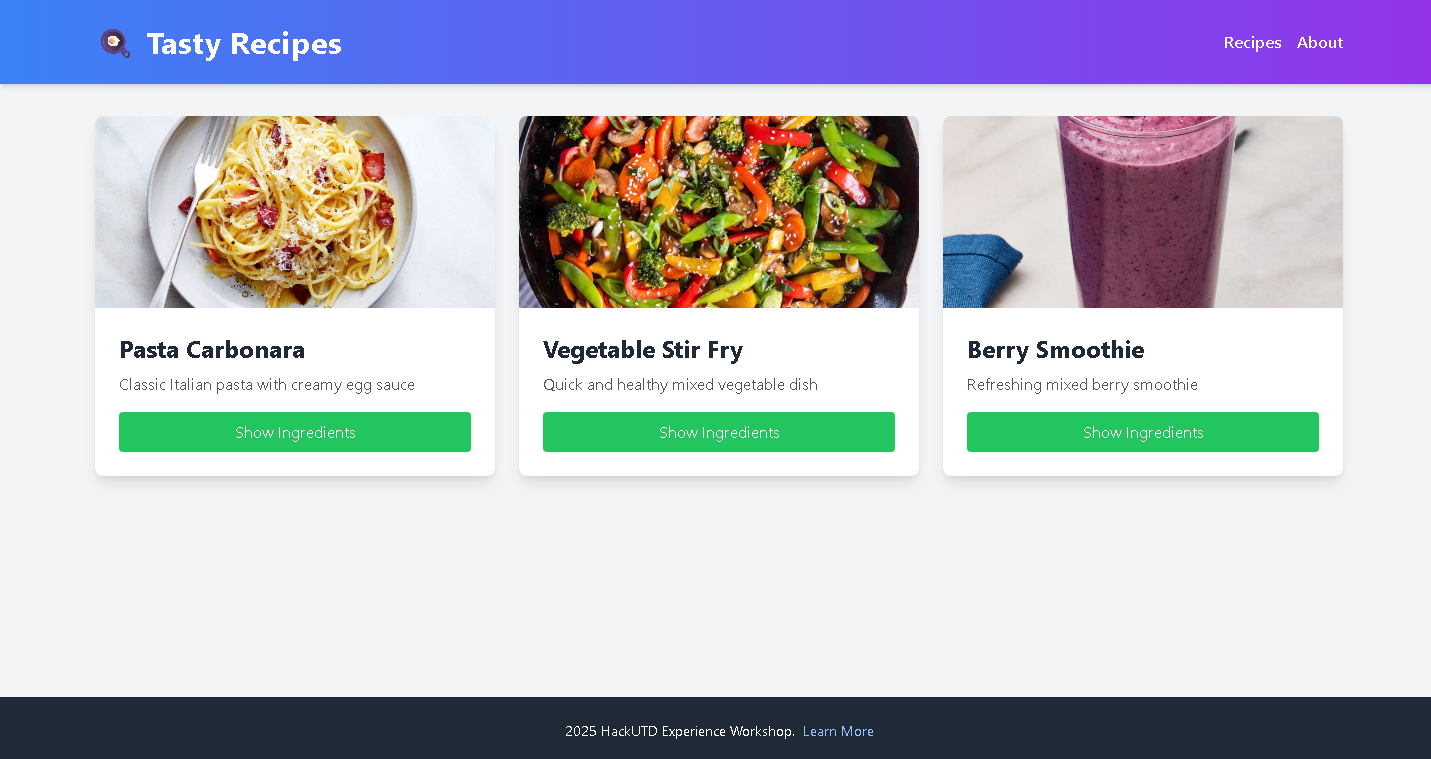 Tasty Recipes
Recipes About
Pasta Carbonara
Classic Italian pasta with creamy egg sauce
Show Ingredients
Vegetable Stir Fry
Quick and healthy mixed vegetable dish
Show Ingredients
Berry Smoothie
Refreshing mixed berry smoothie
Show Ingredients
2025 HackUTD Experience Workshop. Learn More